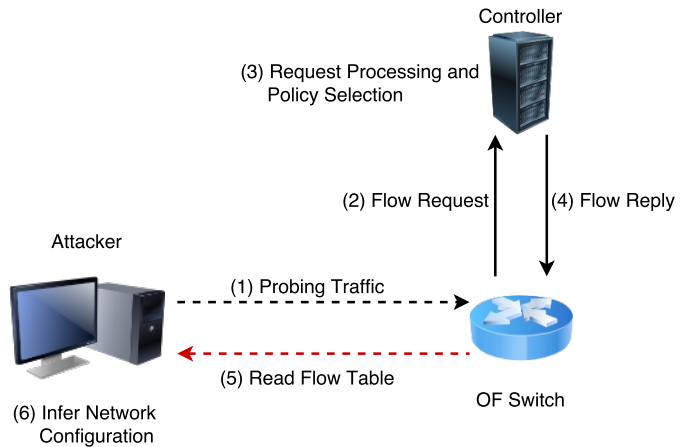 Controller
(3) Request Processing and
Policy Selection
(2) Flow Request
(4) Flow Reply
Attacker
(1) Probing Traffic
(5) Read Flow Table
OF Switch
(6) Infer Network
Configuration